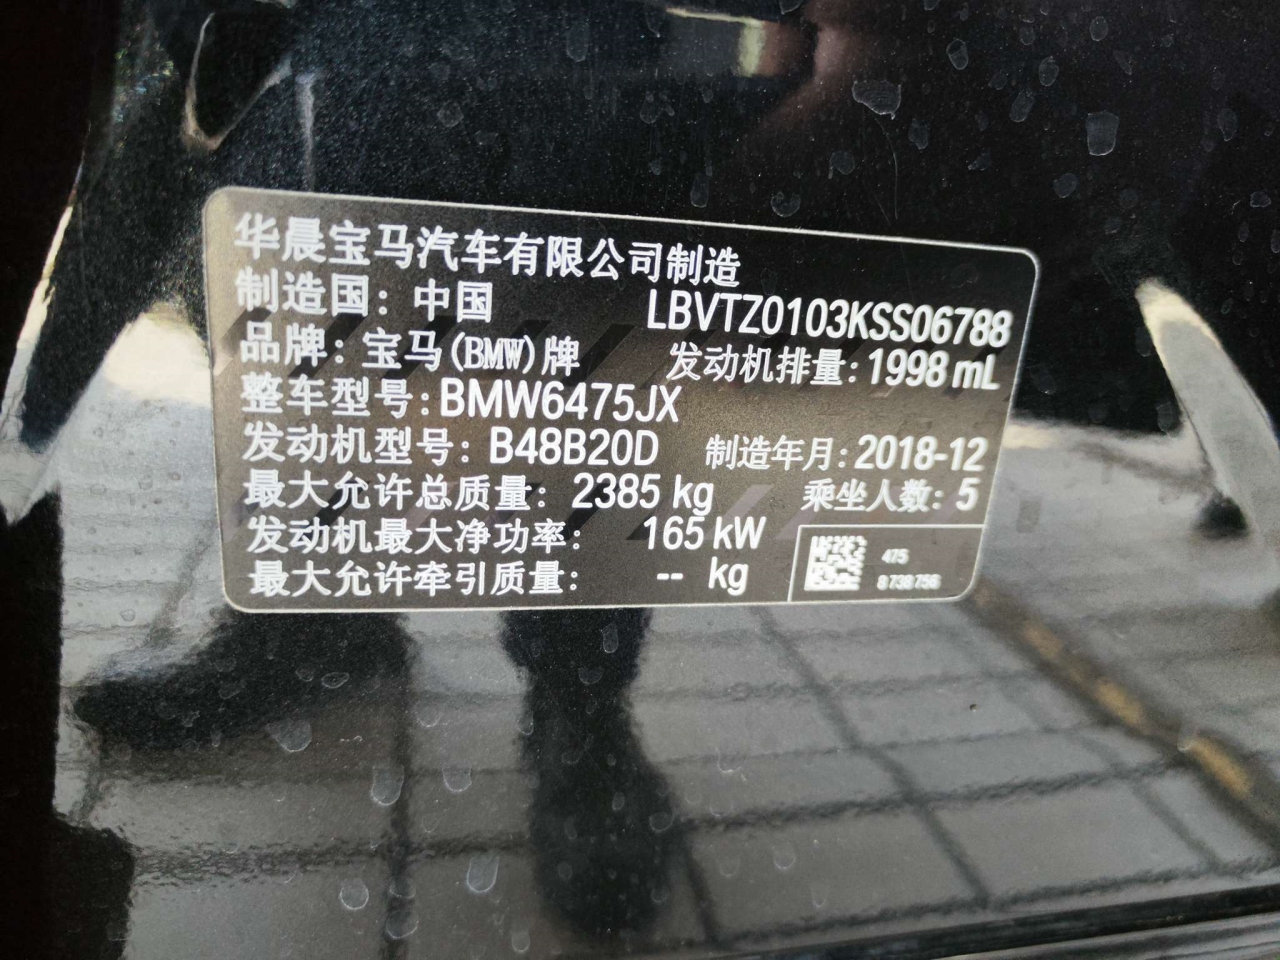 华晨宝马汽车有限公司制造
制造国：中国 LBVTZ0103KSS06788
品牌：宝马(BMW)牌 发动机排量：1998 mL
整车型号：BMW6475JX
发动机型号：B48B20D 制造年月：2018-12
最大允许总质量：2385 kg 乘坐人数：5
发动机最大净功率：165 kW
最大允许牵引质量：-- kg
475
8 738 756